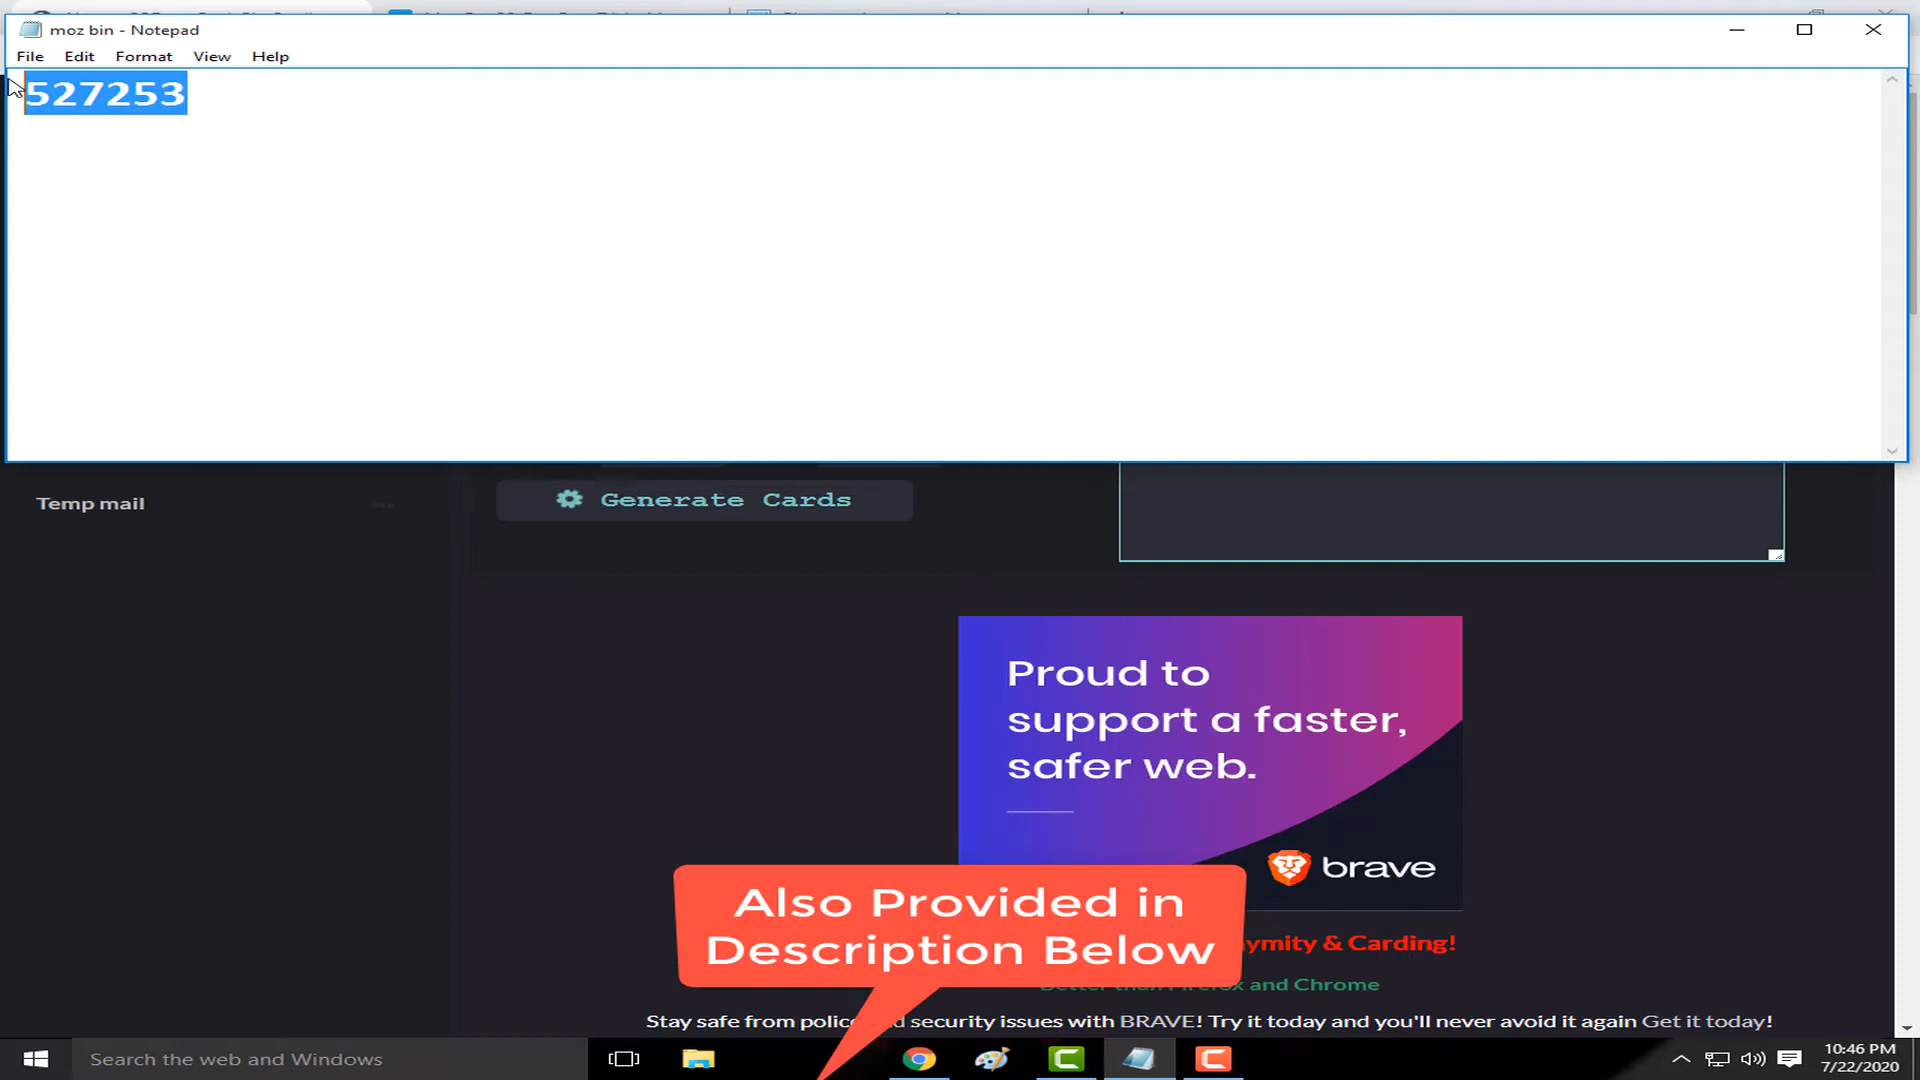 moz bin - Notepad
File Edit Format View Help
527253
Temp mail
Generate Cards
Proud to
support a faster,
safer web.
brave
Also Provided in
Description Below
& Carding!
and Chrome
Stay safe from security issues with BRAVE! Try it today and you'll never avoid it again Get it today!
Search the web and Windows
10:46 PM
7/22/2020